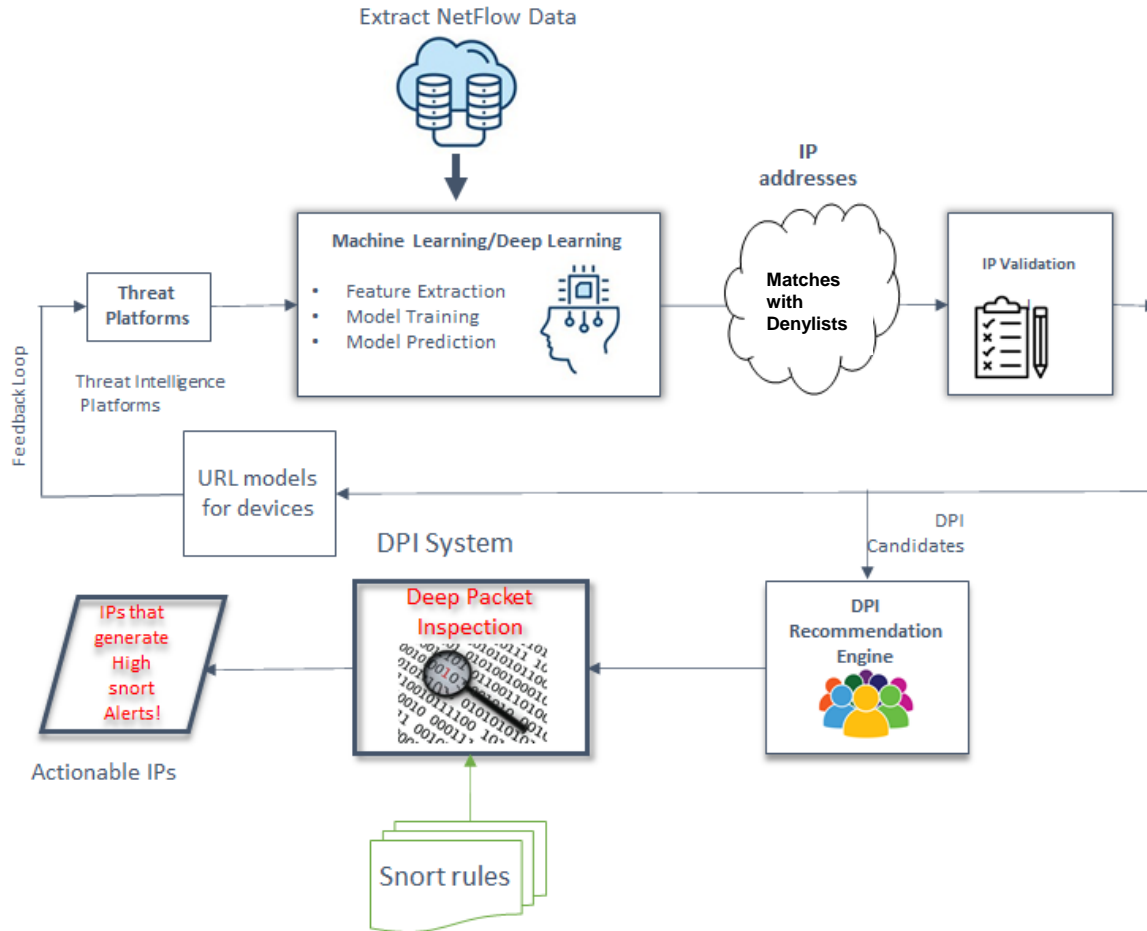 Extract NetFlow Data
IP
addresses
Machine Learning/Deep Learning
• Feature Extraction
• Model Training
• Model Prediction
Matches
with
Denylists
IP Validation
Threat
Platforms
Threat Intelligence
Platforms
Feedback Loop
URL models
for devices
DPI
Candidates
DPI System
Deep Packet
Inspection
DPI
Recommendation
Engine
IPs that
generate
High
snort
Alerts!
Actionable IPs
Snort rules